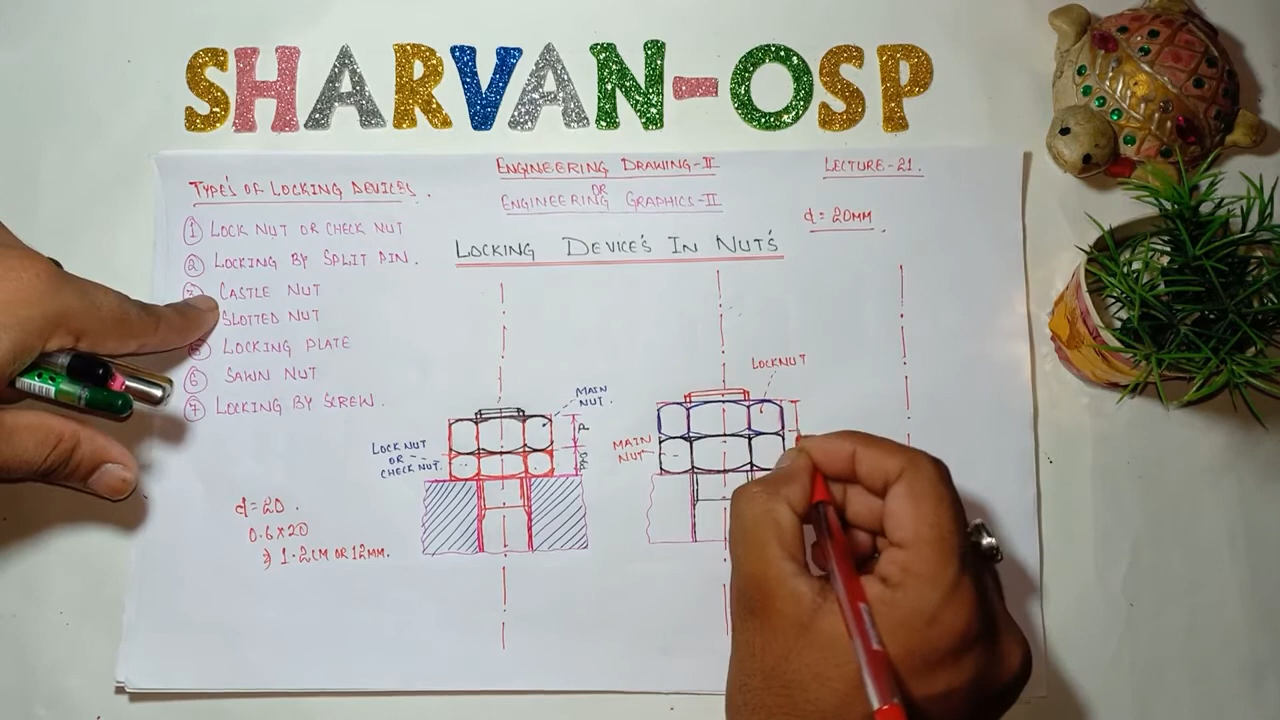 SHARVAN-OSP
ENGINEERING DRAWING-II
OR
ENGINEERING GRAPHICS-II
LECTURE-21.
TYPE'S OF LOCKING DEVICES.
1 LOCK NUT OR CHECK NUT
2 LOCKING BY SPLIT PIN.
CASTLE NUT
SLOTTED NUT
5 LOCKING PLATE
6 SAWN NUT
7 LOCKING BY SCREW.
d = 20MM.
LOCKING DEVICE'S IN NUT'S
MAIN
NUT.
LOCK NUT
OR
CHECK NUT.
d = 20.
0.6 X 20
⇒ 1.2CM OR 12MM.
LOCKNUT
MAIN
NUT